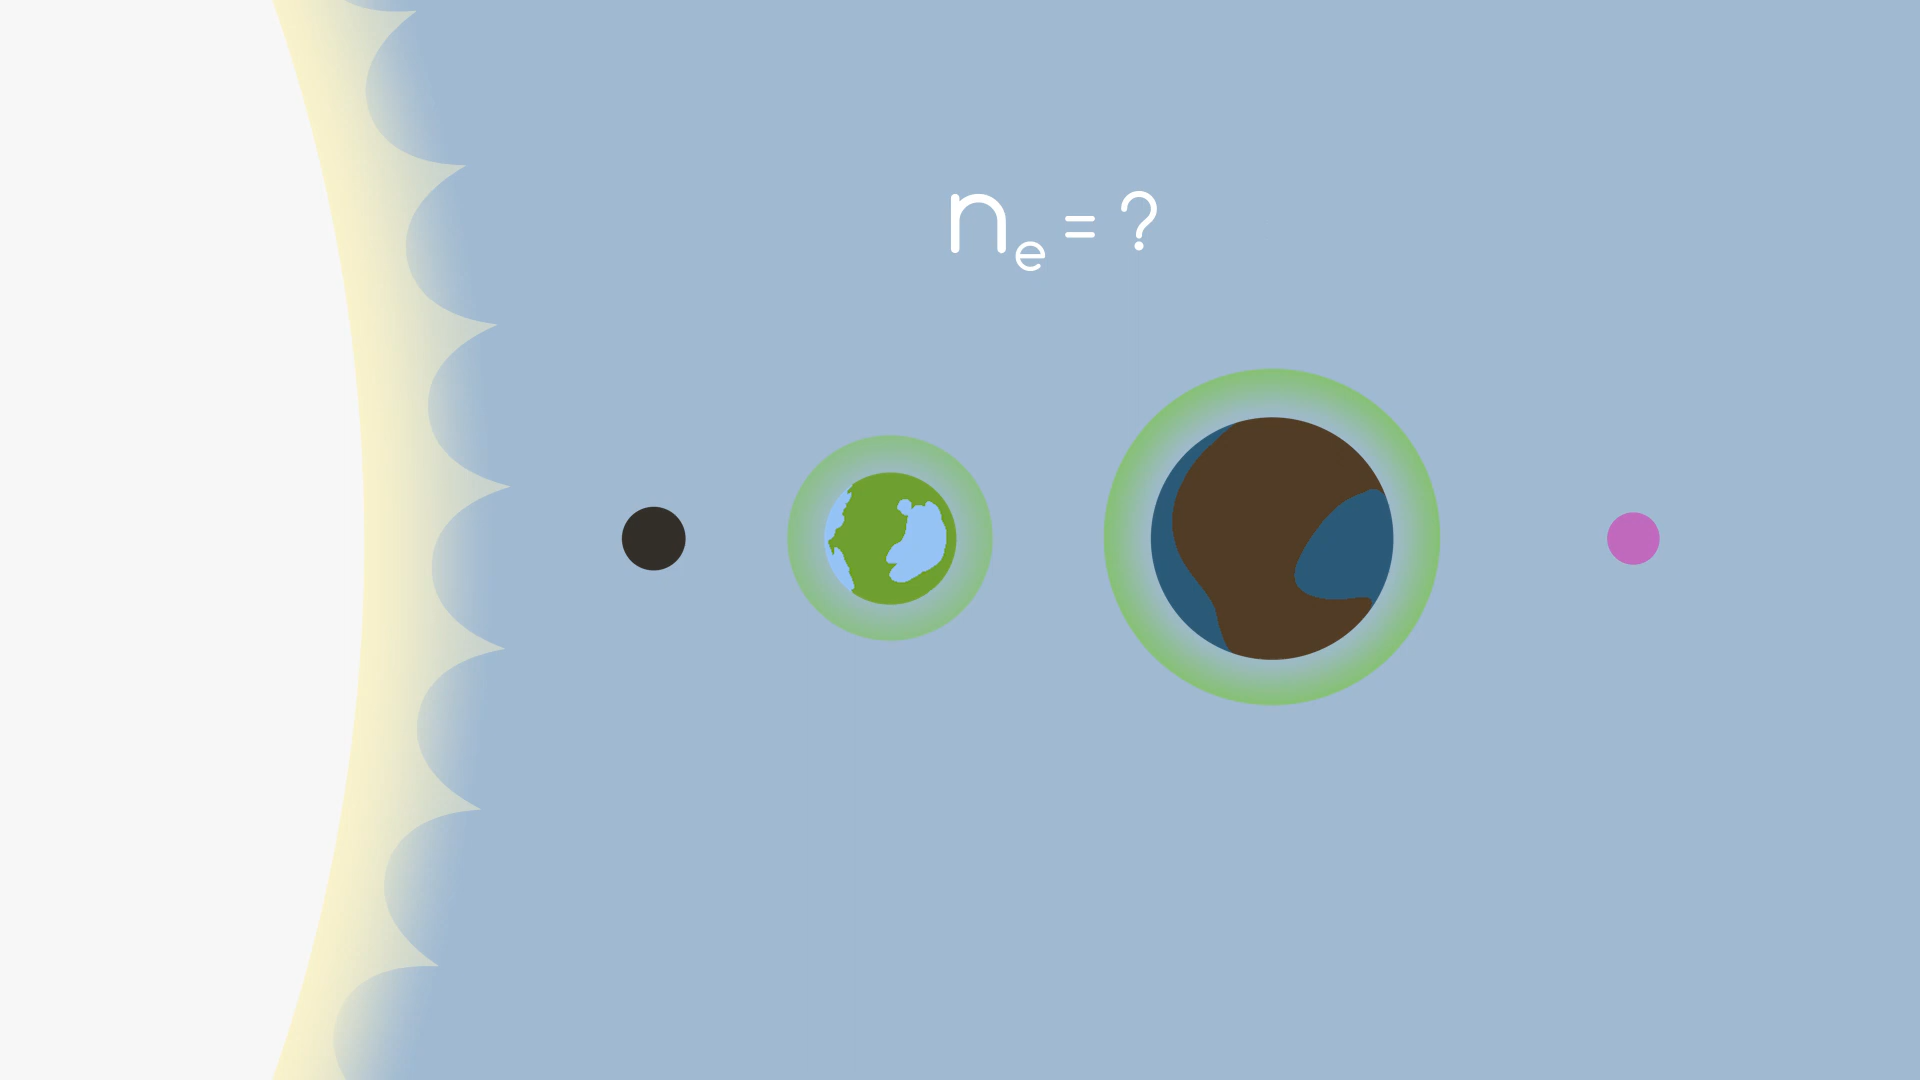 nₑ = ?